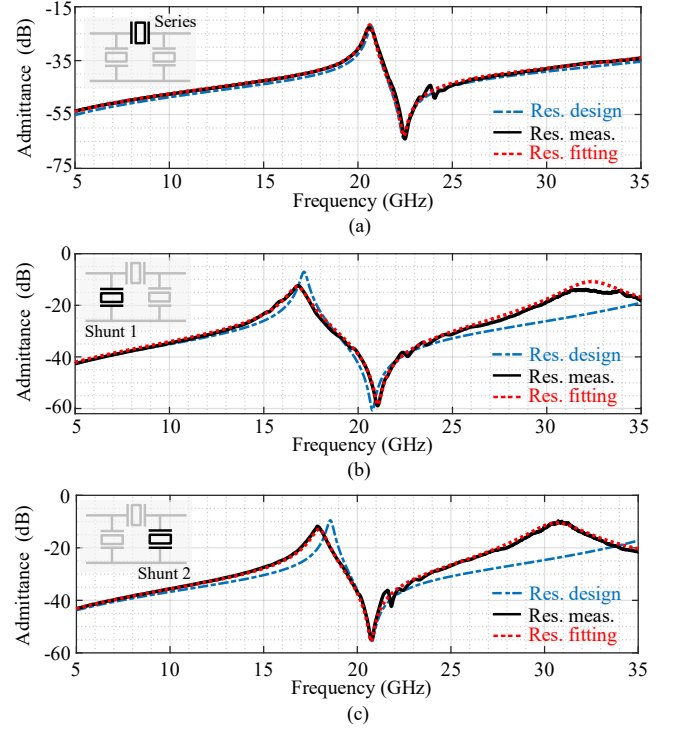 -15
-35
-55
-75
Admittance (dB)
Series
Res. design
Res. meas.
Res. fitting
5 10 15 20 25 30 35
Frequency (GHz)
(a)
0
-20
-40
-60
Admittance (dB)
Shunt 1
Res. design
Res. meas.
Res. fitting
5 10 15 20 25 30 35
Frequency (GHz)
(b)
0
-20
-40
-60
Admittance (dB)
Shunt 2
Res. design
Res. meas.
Res. fitting
5 10 15 20 25 30 35
Frequency (GHz)
(c)